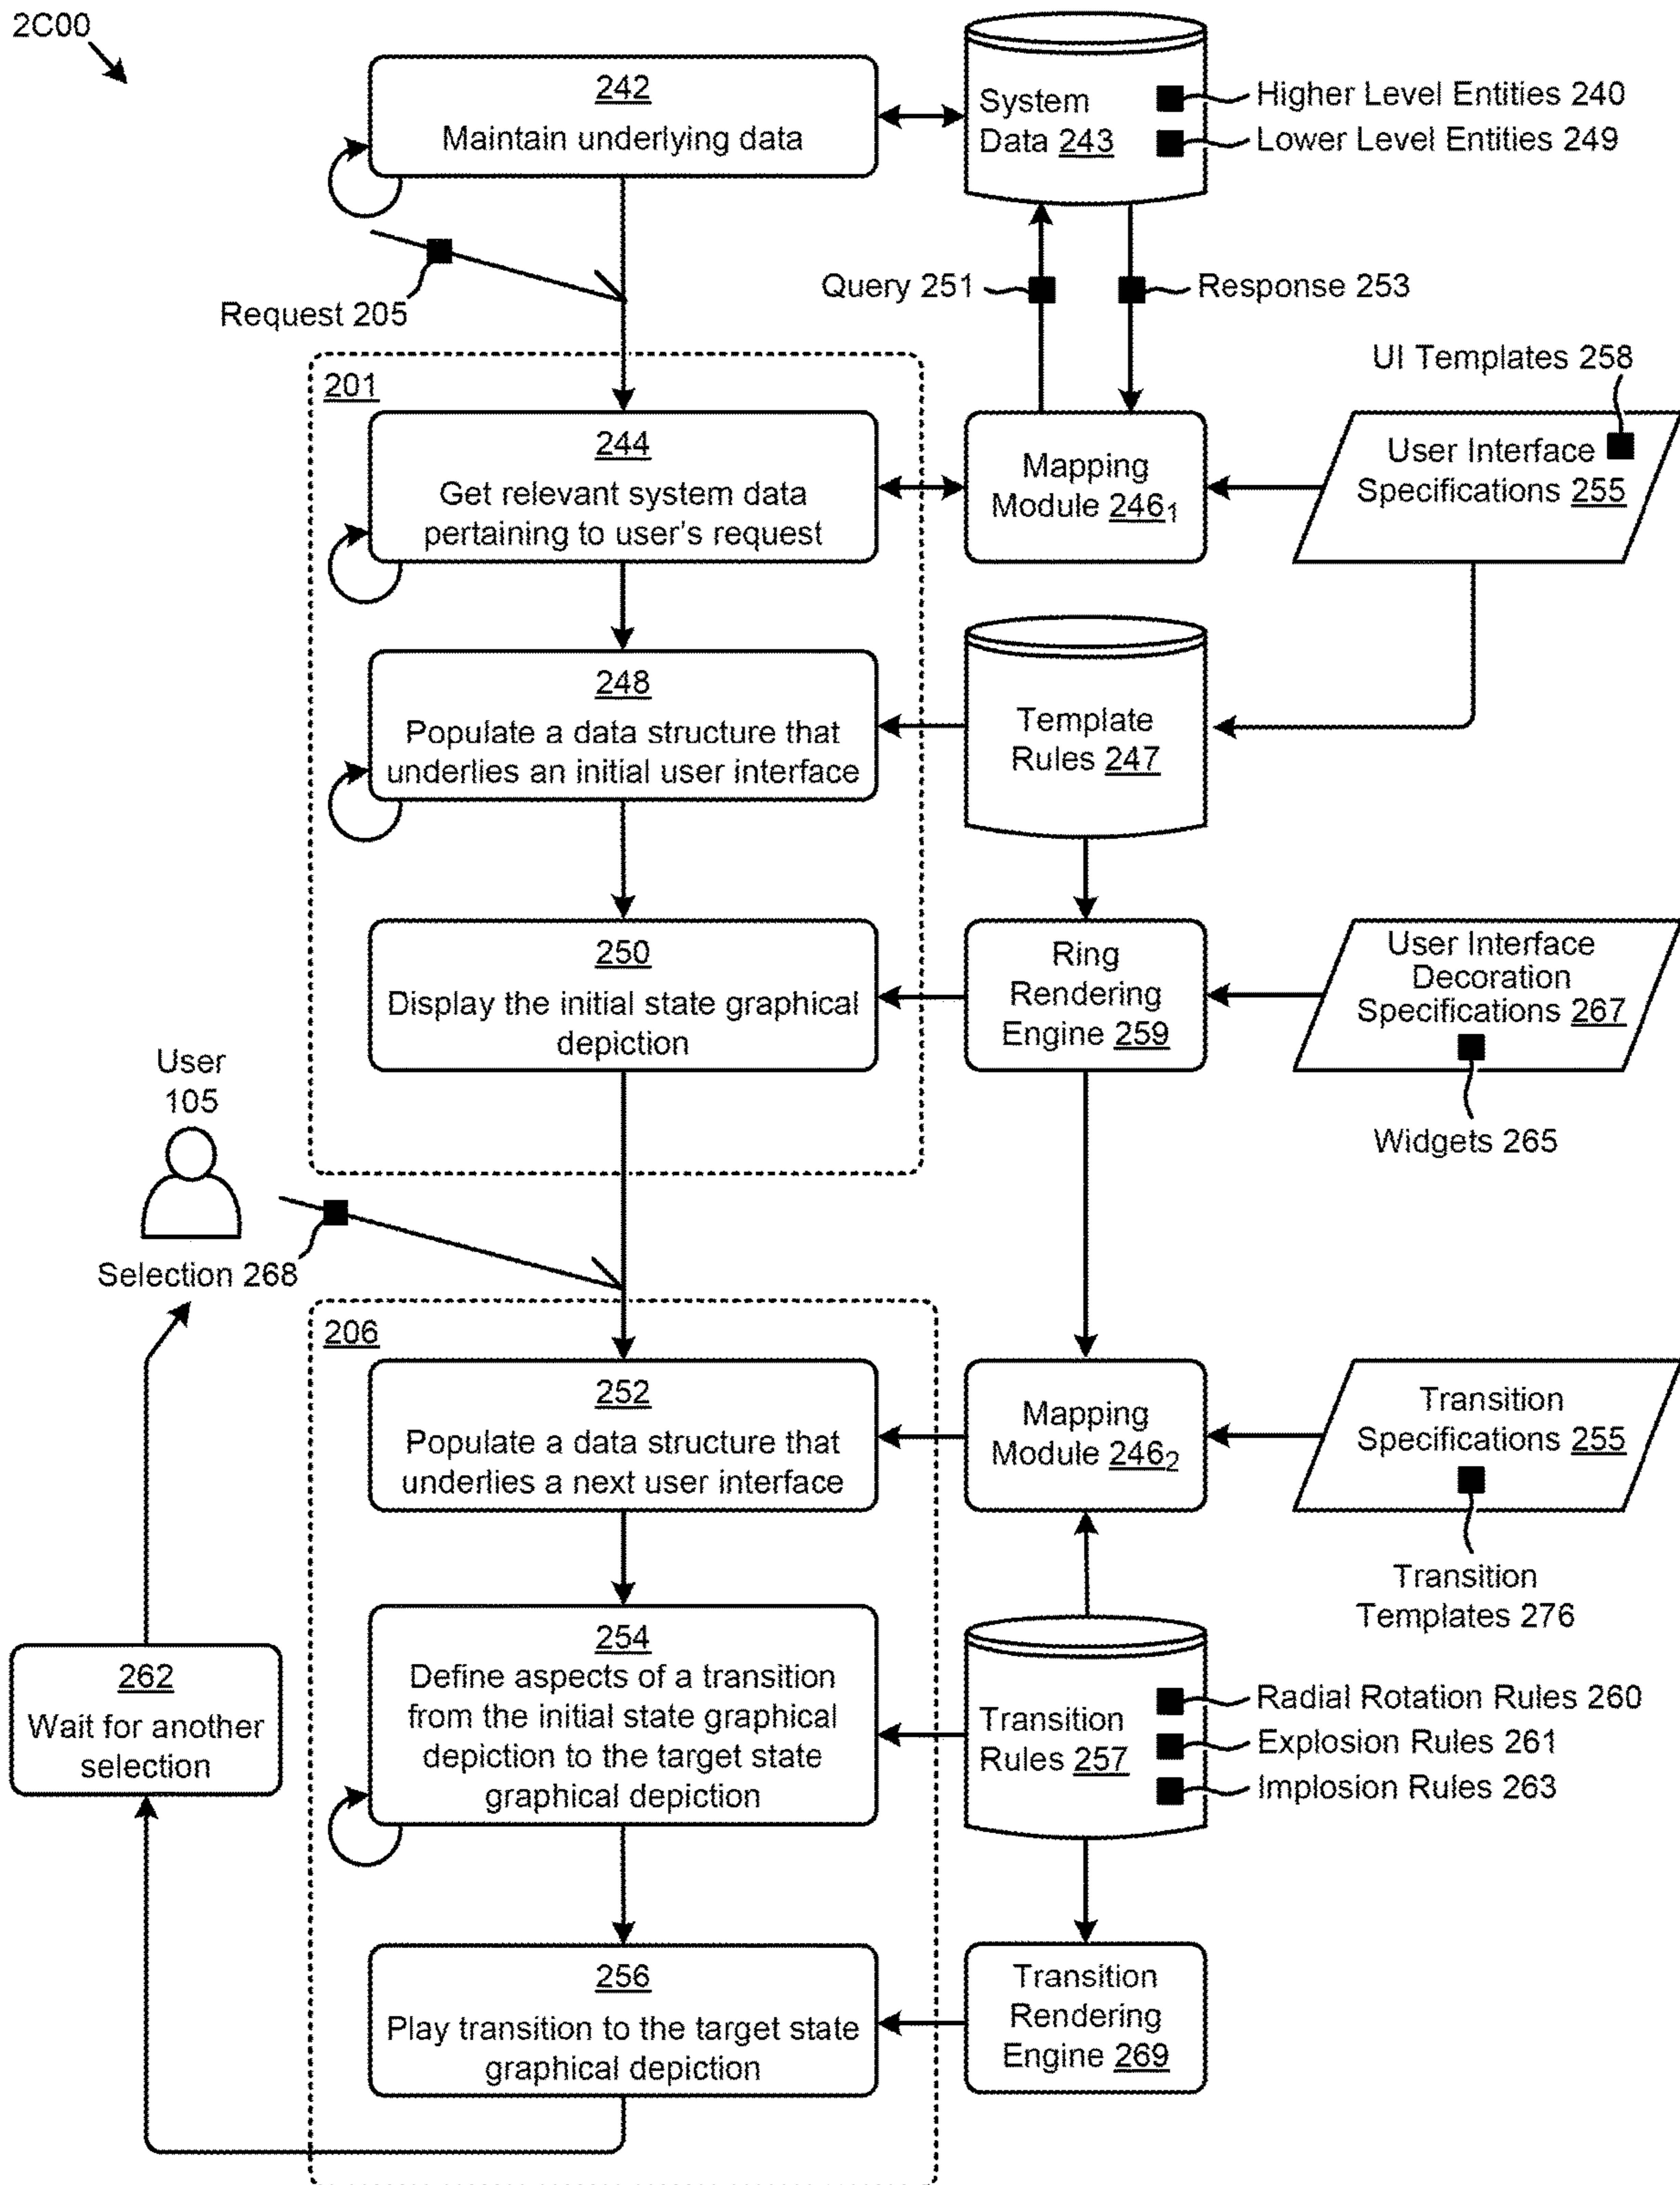 2C00
242
Maintain underlying data
System
Data 243
Higher Level Entities 240
Lower Level Entities 249
Request 205
Query 251
Response 253
UI Templates 258
201
244
Get relevant system data
pertaining to user's request
Mapping
Module 246₁
User Interface
Specifications 255
248
Populate a data structure that
underlies an initial user interface
Template
Rules 247
250
Display the initial state graphical
depiction
Ring
Rendering
Engine 259
User Interface
Decoration
Specifications 267
Widgets 265
User
105
Selection 268
206
252
Populate a data structure that
underlies a next user interface
Mapping
Module 246₂
Transition
Specifications 255
Transition
Templates 276
254
Define aspects of a transition
from the initial state graphical
depiction to the target state
graphical depiction
Transition
Rules 257
Radial Rotation Rules 260
Explosion Rules 261
Implosion Rules 263
262
Wait for another
selection
256
Play transition to the target state
graphical depiction
Transition
Rendering
Engine 269